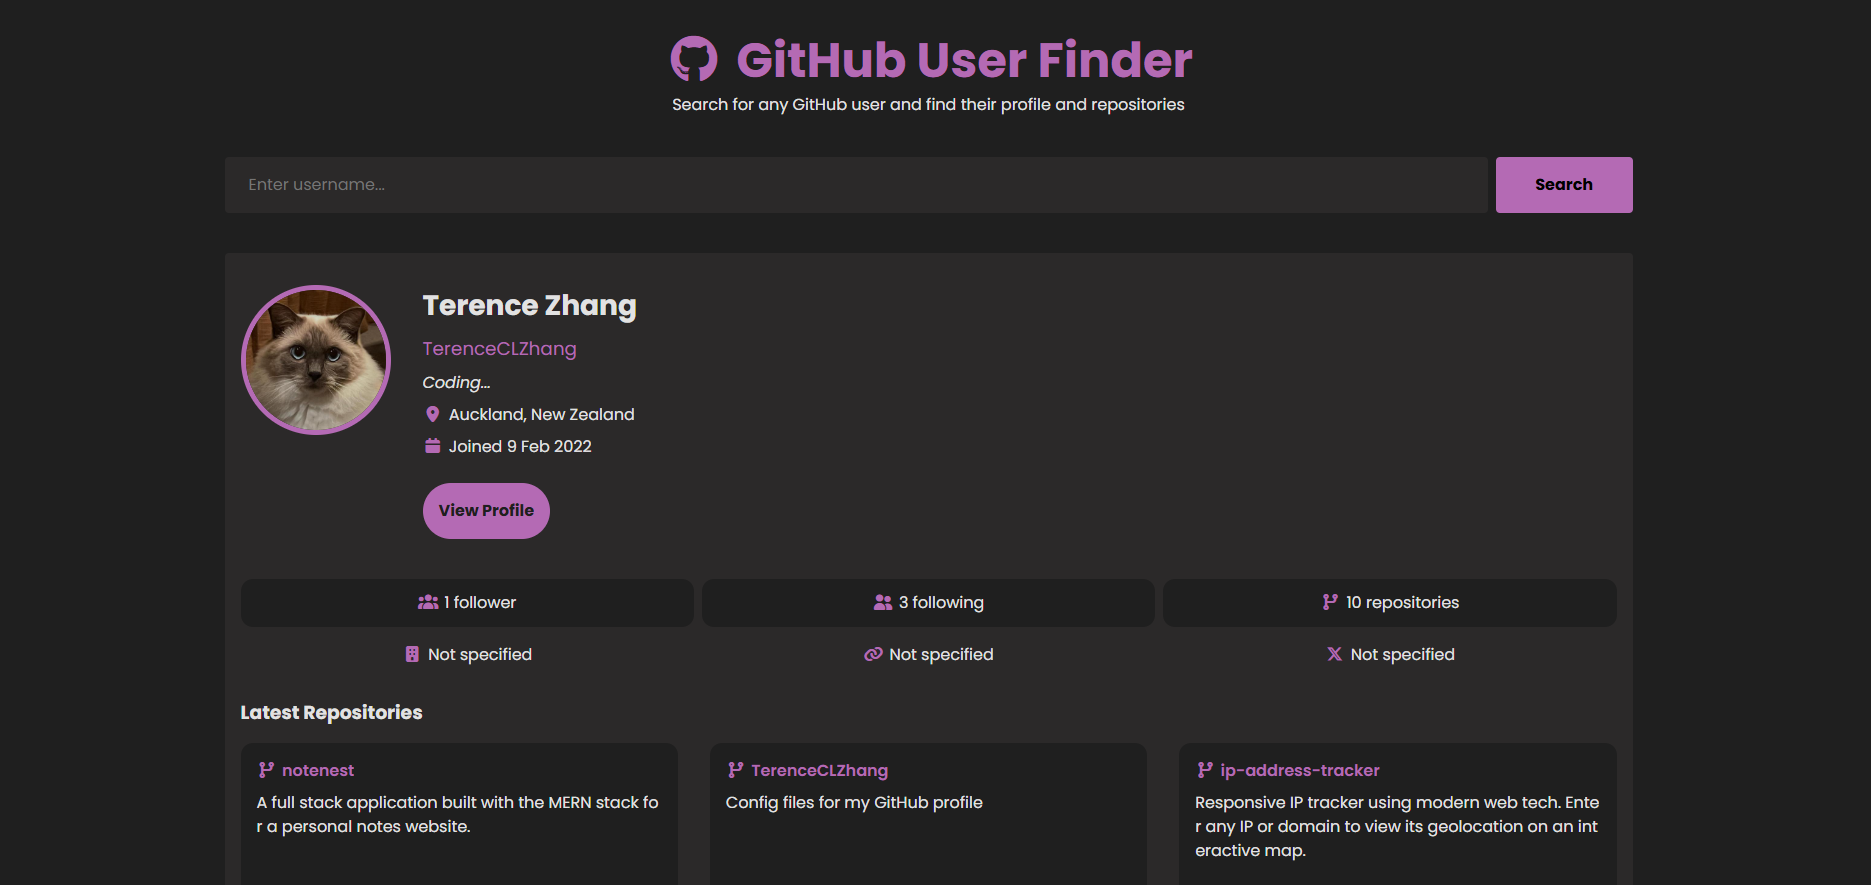 GitHub User Finder
Search for any GitHub user and find their profile and repositories
Enter username...
Search
Terence Zhang
TerenceCLZhang
Coding...
Auckland, New Zealand
Joined 9 Feb 2022
View Profile
1 follower
3 following
10 repositories
Not specified
Not specified
Not specified
Latest Repositories
notenest
A full stack application built with the MERN stack fo
r a personal notes website.
TerenceCLZhang
Config files for my GitHub profile
ip-address-tracker
Responsive IP tracker using modern web tech. Ente
r any IP or domain to view its geolocation on an int
eractive map.